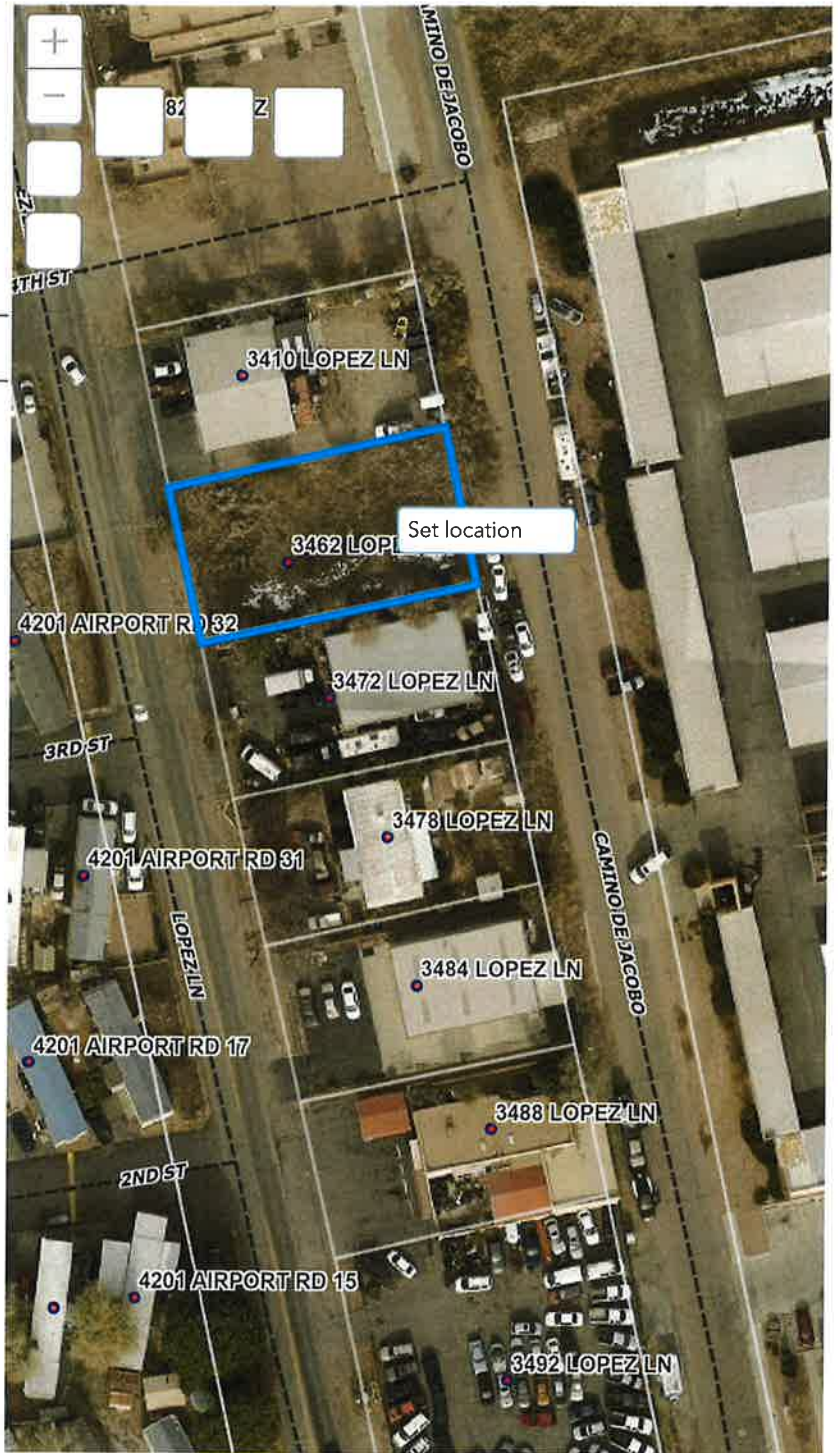 +
−
CAMINO DE JACOBO
82
Z
4TH ST
3410 LOPEZ LN
Set location
3462
4201 AIRPORT RD 32
3472 LOPEZ LN
3RD ST
3478 LOPEZ LN
4201 AIRPORT RD 31
CAMINO DE JACOBO
LOPEZ LN
3484 LOPEZ LN
4201 AIRPORT RD 17
3488 LOPEZ LN
2ND ST
4201 AIRPORT RD 15
3492 LOPEZ LN